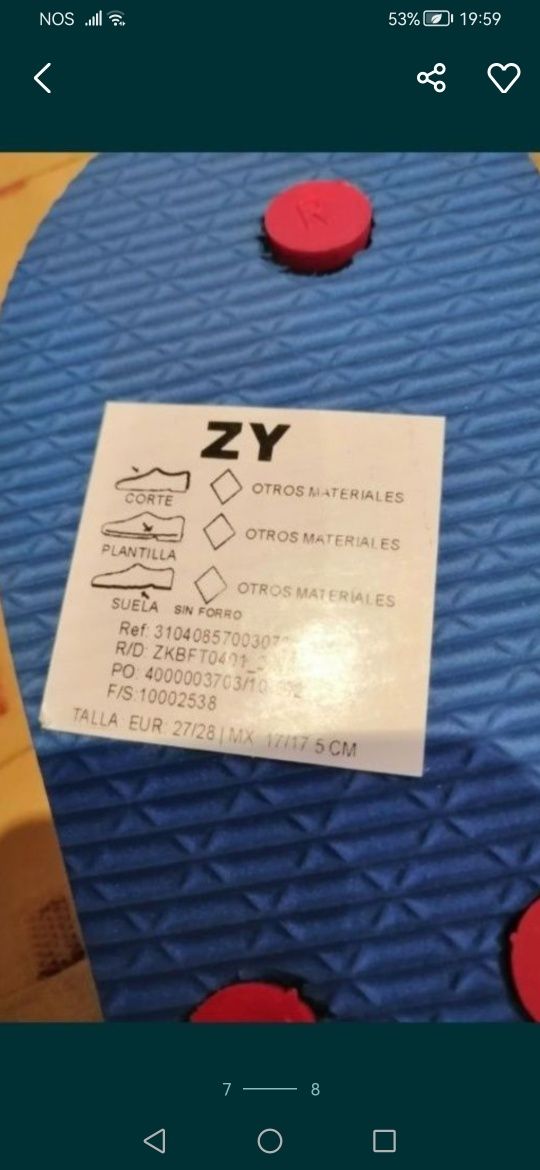 NOS 53% 19:59
R
ZY
CORTE OTROS MATERIALES
PLANTILLA OTROS MATERIALES
SUELA SIN FORRO OTROS MATERIALES
Ref: 3104085700307
R/D: ZKBFT0401
PO: 4000003703/10
F/S:10002538
TALLA: EUR: 27/28 | MX: 17/17.5 CM
7 8